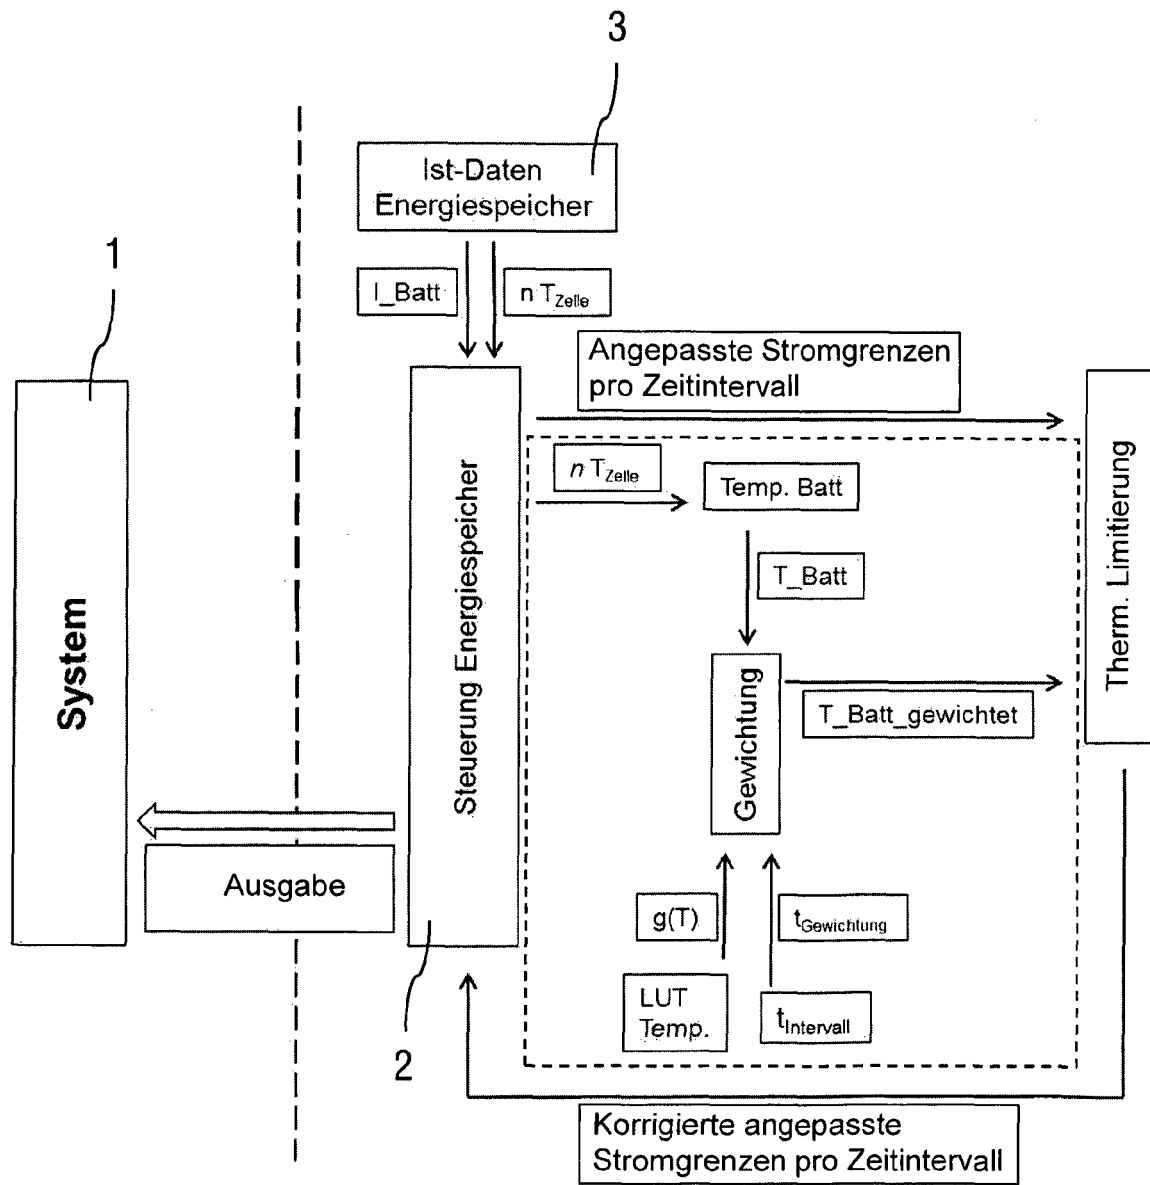 3
Ist-Daten
Energiespeicher
1
I_Batt
n T_Zelle
Angepasste Stromgrenzen
pro Zeitintervall
n T_Zelle
Temp. Batt
T_Batt
System
Steuerung Energiespeicher
Therm. Limitierung
Gewichtung
T_Batt_gewichtet
Ausgabe
g(T)
t_Gewichtung
LUT
Temp.
t_Intervall
2
Korrigierte angepasste
Stromgrenzen pro Zeitintervall